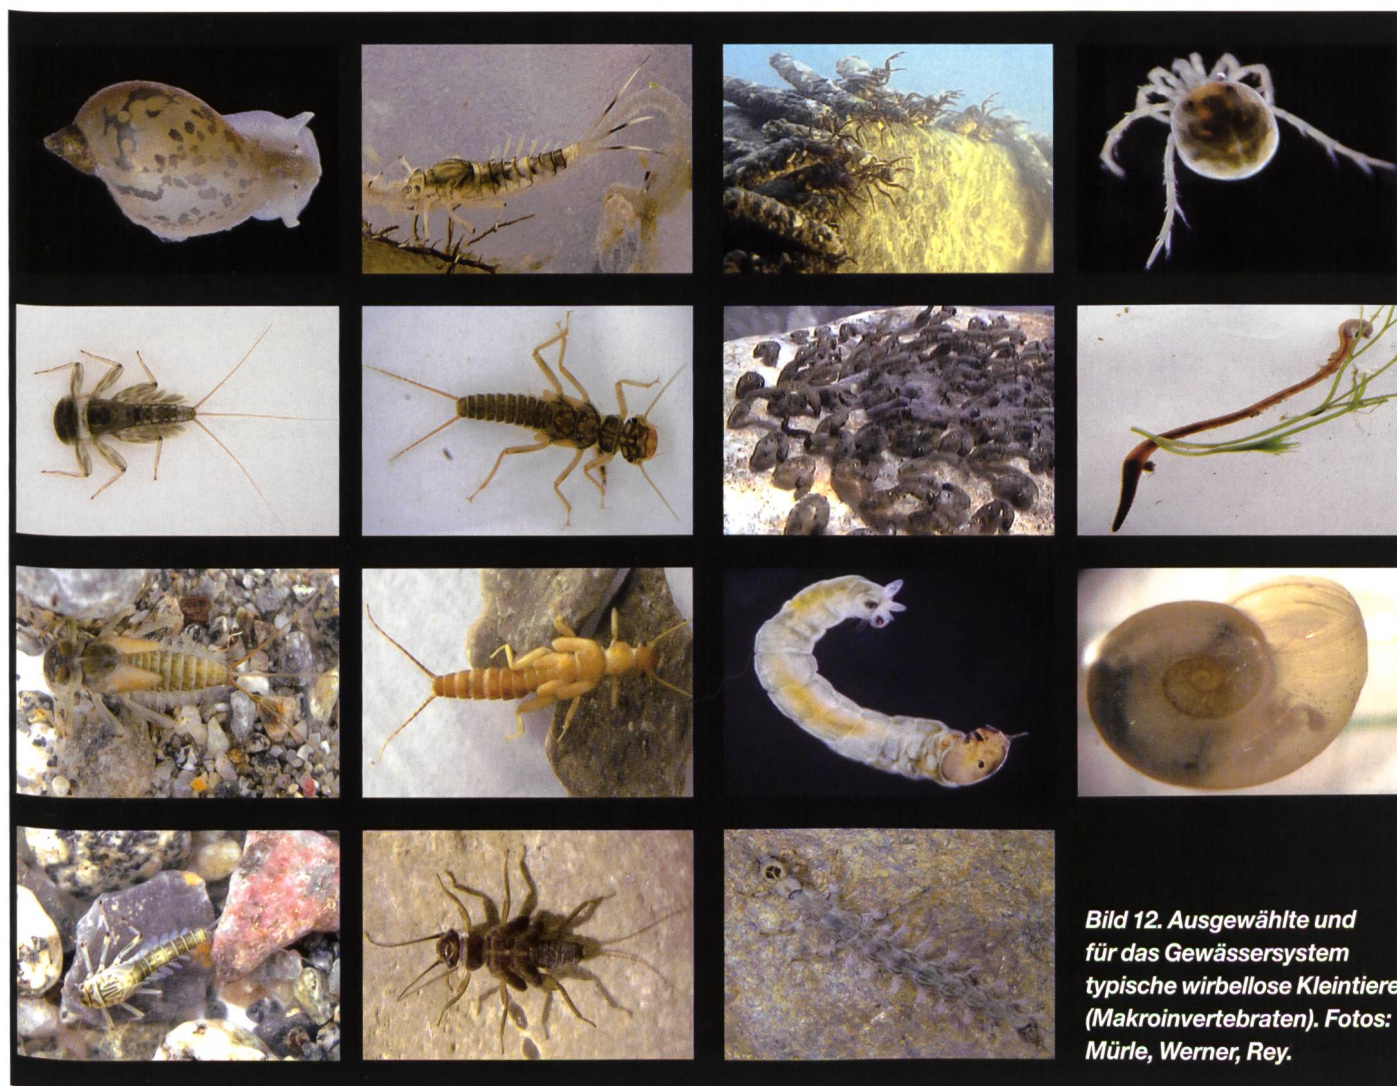 Bild 12. Ausgewählte und
für das Gewässersystem
typische wirbellose Kleintiere
(Makroinvertebraten). Fotos:
Mürle, Werner, Rey.